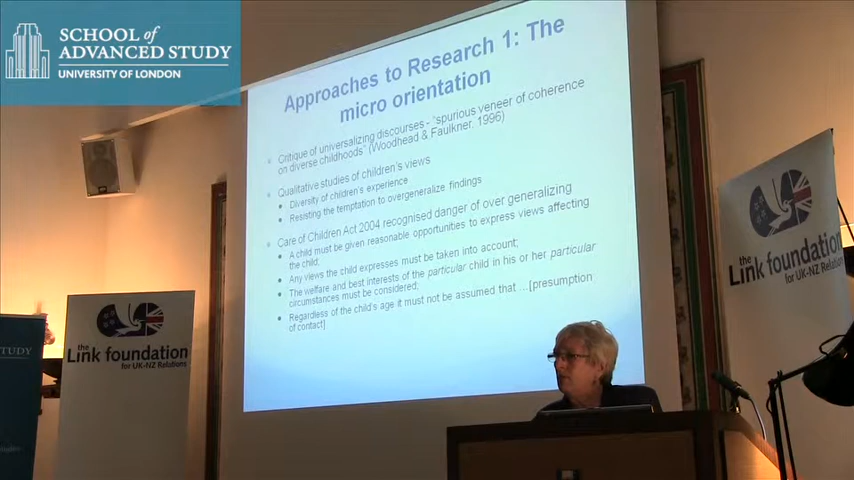 SCHOOL of
ADVANCED STUDY
UNIVERSITY OF LONDON
Approaches to Research 1: The
micro orientation
Critique of universalizing discourses - "spurious veneer of coherence
on diverse childhoods" (Woodhead & Faulkner. 1996)
Qualitative studies of children's views
Diversity of children's experience
Resisting the temptation to overgeneralize findings
Care of Children Act 2004 recognised danger of over generalizing
A child must be given reasonable opportunities to express views affecting
the child;
Any views the child expresses must be taken into account;
The welfare and best interests of the particular child in his or her particular
circumstances must be considered;
Regardless of the child's age it must not be assumed that ...[presumption
of contact]
the
Link foundation
for UK-NZ Relations
the
Link foundation
for UK-NZ Relations
STUDY